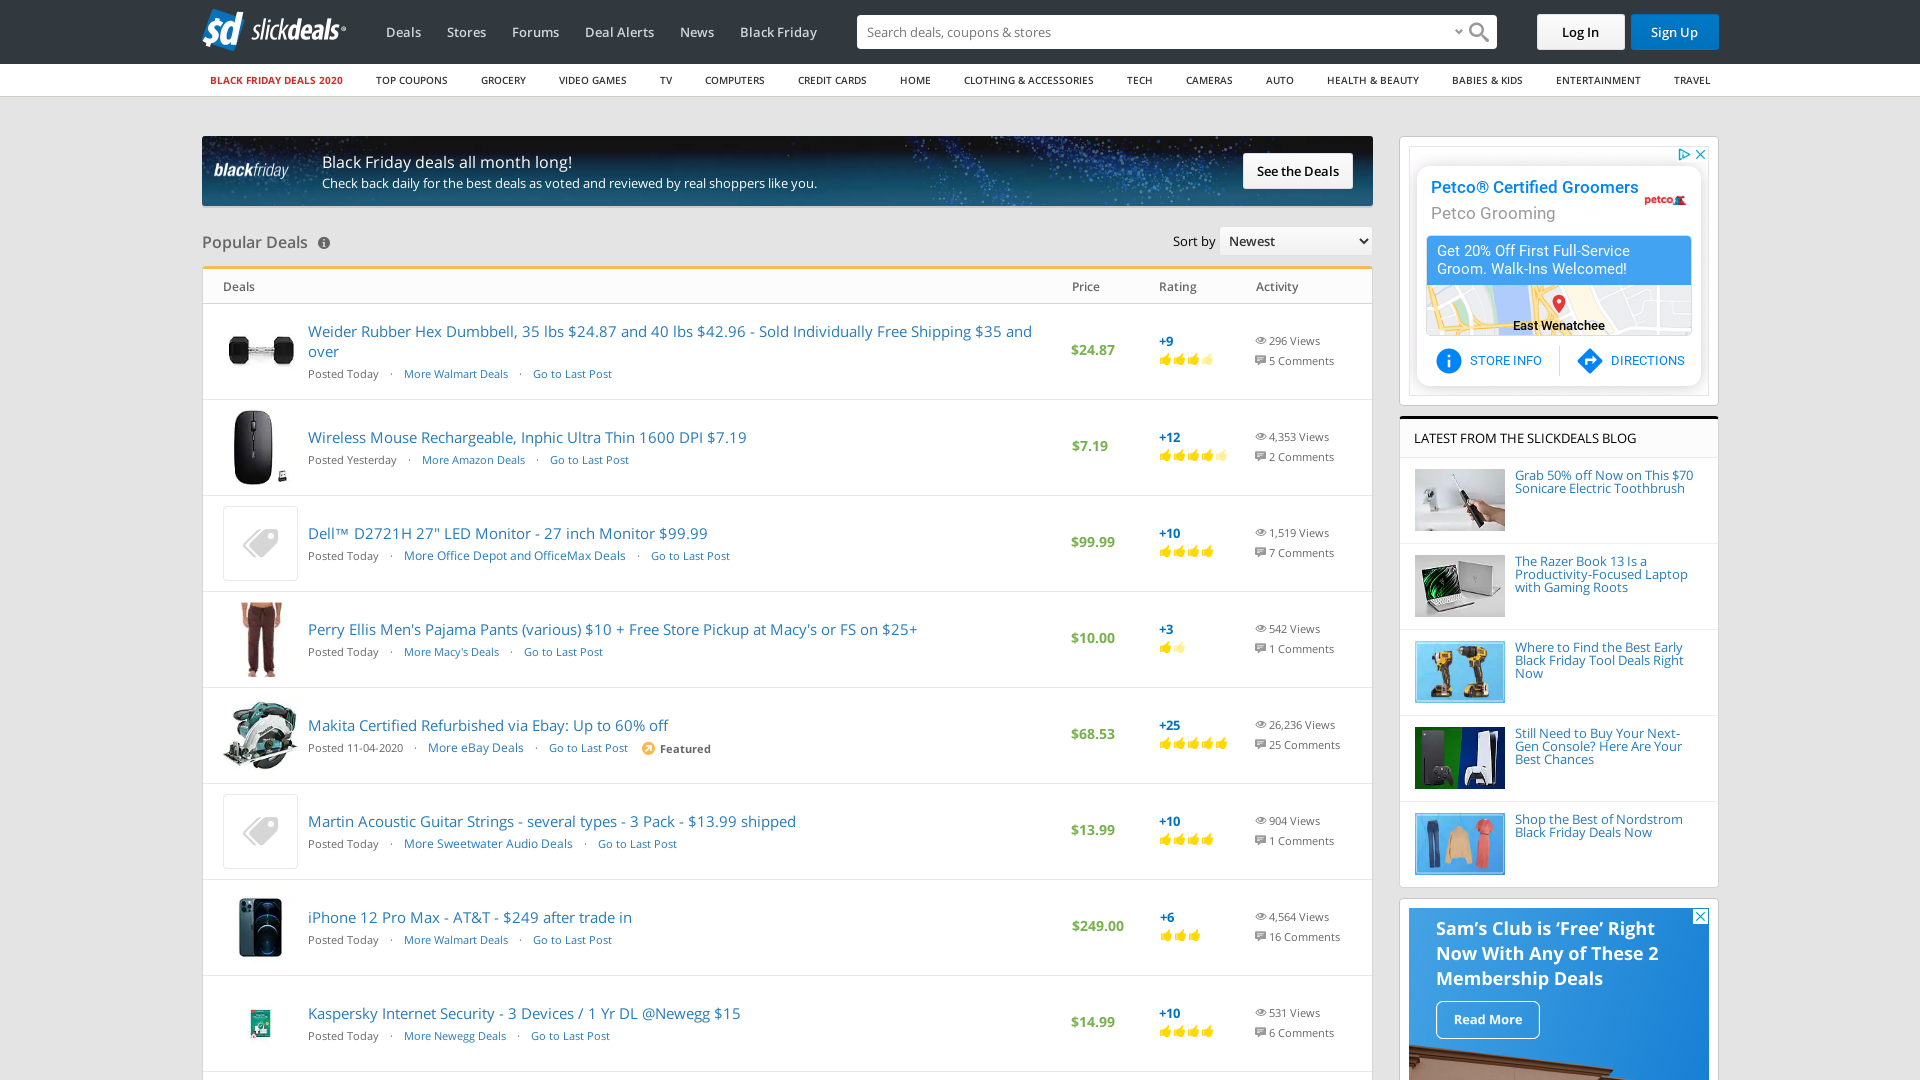 slickdeals
Deals
Stores
Forums
Deal Alerts
News
Black Friday
Search deals, coupons & stores
Log In
Sign Up
BLACK FRIDAY DEALS 2020
TOP COUPONS
GROCERY
VIDEO GAMES
TV
COMPUTERS
CREDIT CARDS
HOME
CLOTHING & ACCESSORIES
TECH
CAMERAS
AUTO
HEALTH & BEAUTY
BABIES & KIDS
ENTERTAINMENT
TRAVEL
blackfriday
Black Friday deals all month long!
Check back daily for the best deals as voted and reviewed by real shoppers like you.
See the Deals
Popular Deals
Sort by Newest
Deals Price Rating Activity
Weider Rubber Hex Dumbbell, 35 lbs $24.87 and 40 lbs $42.96 - Sold Individually Free Shipping $35 and
over
Posted Today · More Walmart Deals · Go to Last Post
$24.87
+9
296 Views
5 Comments
Wireless Mouse Rechargeable, Inphic Ultra Thin 1600 DPI $7.19
Posted Yesterday · More Amazon Deals · Go to Last Post
$7.19
+12
4,353 Views
2 Comments
Dell™ D2721H 27" LED Monitor - 27 inch Monitor $99.99
Posted Today · More Office Depot and OfficeMax Deals · Go to Last Post
$99.99
+10
1,519 Views
7 Comments
Perry Ellis Men's Pajama Pants (various) $10 + Free Store Pickup at Macy's or FS on $25+
Posted Today · More Macy's Deals · Go to Last Post
$10.00
+3
542 Views
1 Comments
Makita Certified Refurbished via Ebay: Up to 60% off
Posted 11-04-2020 · More eBay Deals · Go to Last Post Featured
$68.53
+25
26,236 Views
25 Comments
Martin Acoustic Guitar Strings - several types - 3 Pack - $13.99 shipped
Posted Today · More Sweetwater Audio Deals · Go to Last Post
$13.99
+10
904 Views
1 Comments
iPhone 12 Pro Max - AT&T - $249 after trade in
Posted Today · More Walmart Deals · Go to Last Post
$249.00
+6
4,564 Views
16 Comments
Kaspersky Internet Security - 3 Devices / 1 Yr DL @Newegg $15
Posted Today · More Newegg Deals · Go to Last Post
$14.99
+10
531 Views
6 Comments
Petco® Certified Groomers
Petco Grooming
petco
Get 20% Off First Full-Service
Groom. Walk-Ins Welcomed!
East Wenatchee
STORE INFO
DIRECTIONS
LATEST FROM THE SLICKDEALS BLOG
Grab 50% off Now on This $70
Sonicare Electric Toothbrush
The Razer Book 13 Is a
Productivity-Focused Laptop
with Gaming Roots
Where to Find the Best Early
Black Friday Tool Deals Right
Now
Still Need to Buy Your Next-
Gen Console? Here Are Your
Best Chances
Shop the Best of Nordstrom
Black Friday Deals Now
Sam's Club is 'Free' Right
Now With Any of These 2
Membership Deals
Read More